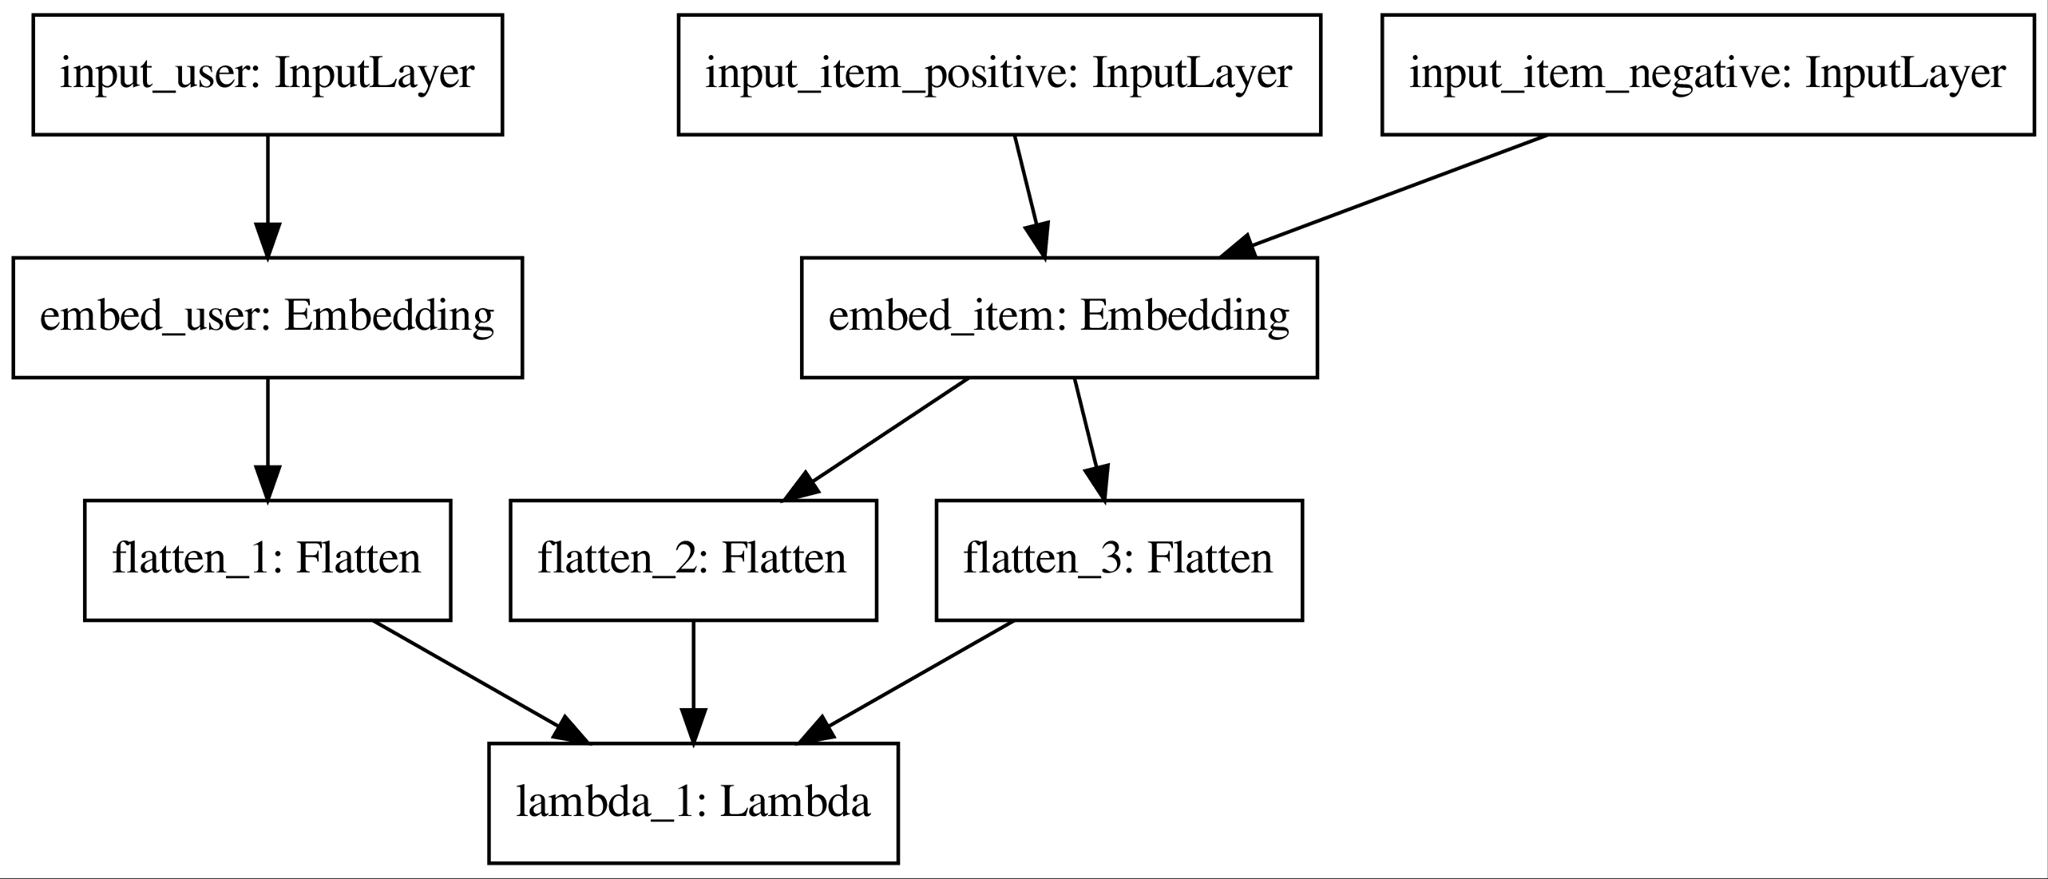 input_user: InputLayer
input_item_positive: InputLayer
input_item_negative: InputLayer
embed_user: Embedding
embed_item: Embedding
flatten_1: Flatten
flatten_2: Flatten
flatten_3: Flatten
lambda_1: Lambda